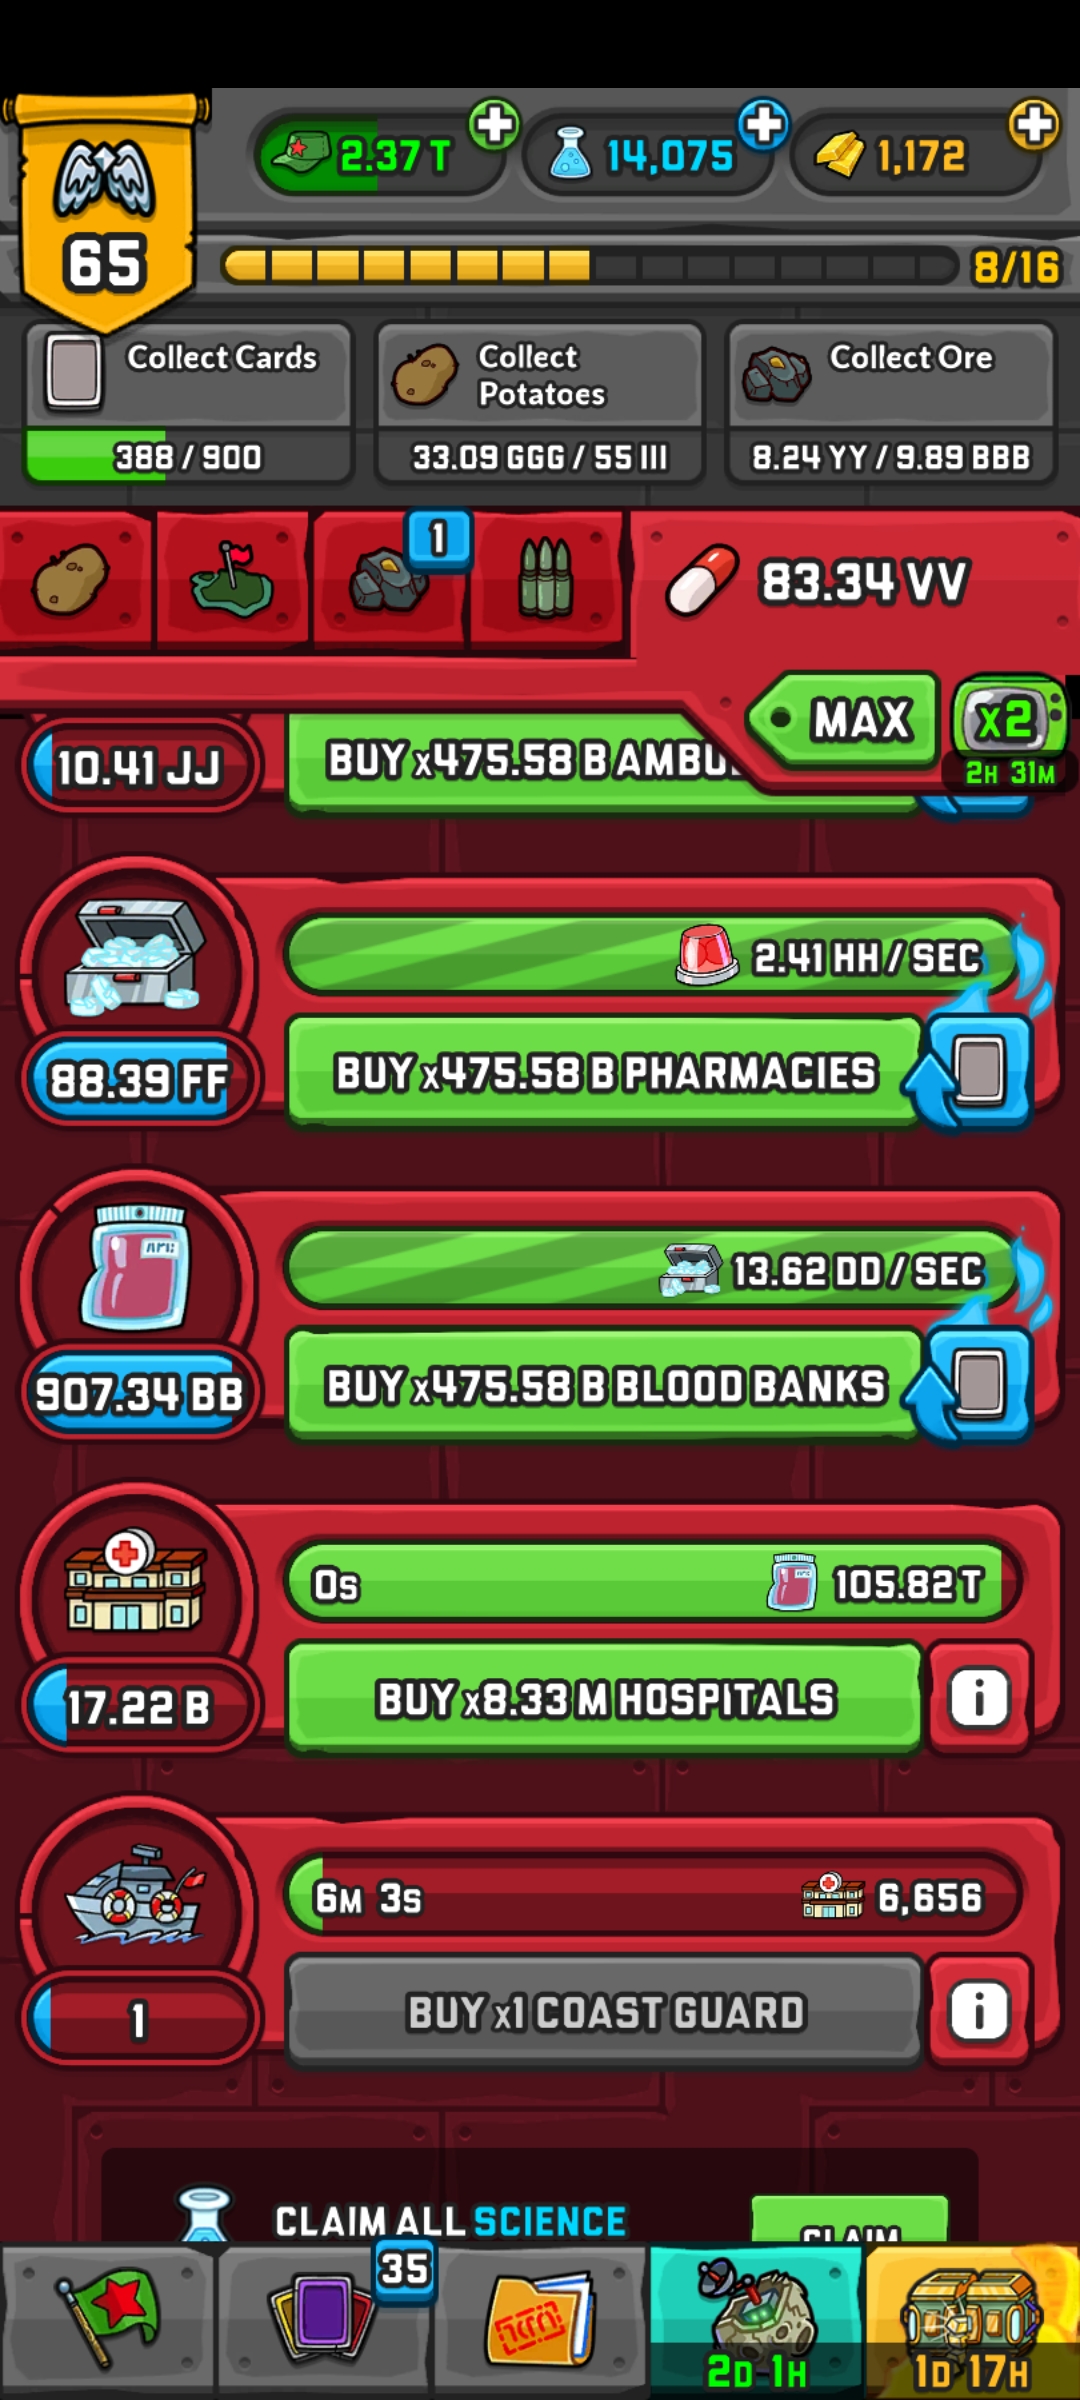 2.37 T
14,075
1,172
65
8/16
Collect Cards
388 / 900
Collect
Potatoes
33.09 GGG / 55 III
Collect Ore
8.24 YY / 9.89 BBB
1
83.34 VV
MAX
x2
2H 31M
10.41 JJ
BUY x475.58 B AMBU
2.41 HH / SEC
88.39 FF
BUY x475.58 B PHARMACIES
13.62 DD / SEC
907.34 BB
BUY x475.58 B BLOOD BANKS
0s
105.82 T
17.22 B
BUY x8.33 M HOSPITALS
6M 3s
6,656
1
BUY x1 COAST GUARD
CLAIM ALL SCIENCE
CLAIM
35
2D 1H
1D 17H